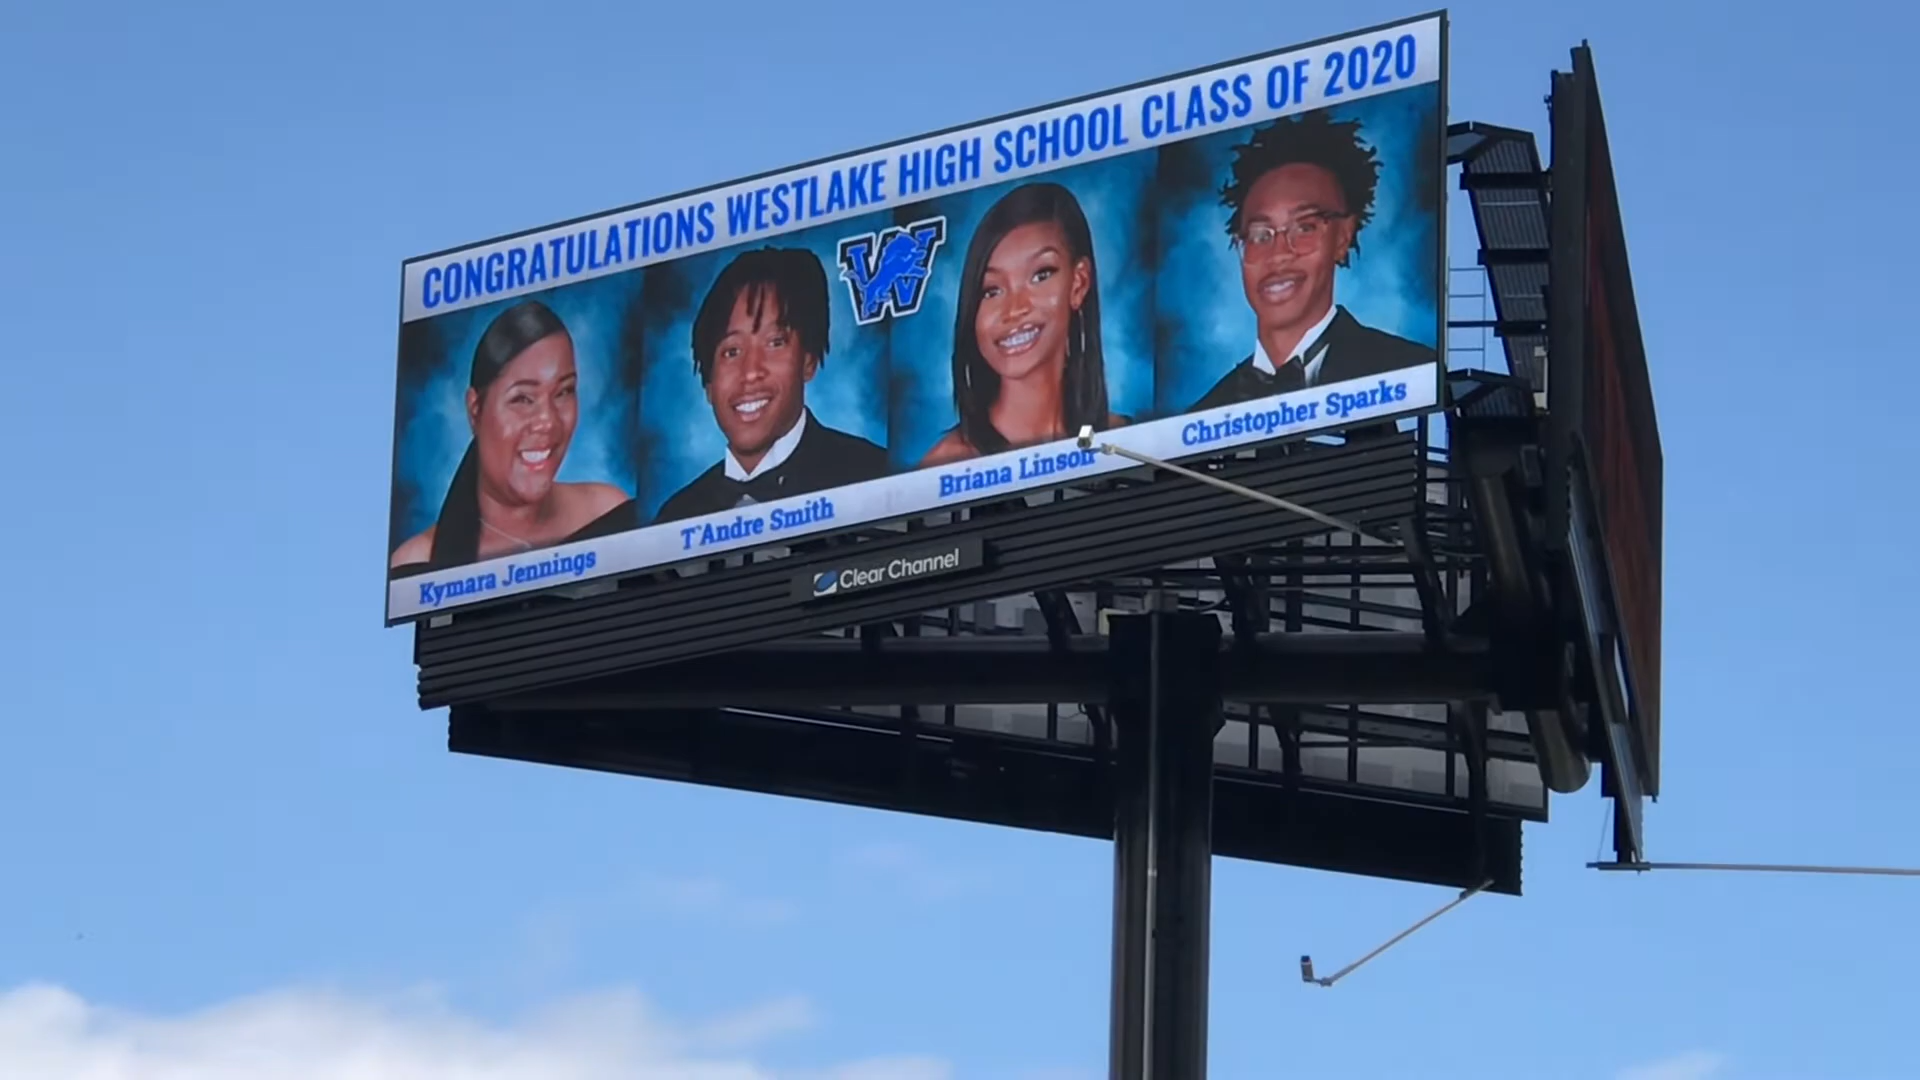 CONGRATULATIONS WESTLAKE HIGH SCHOOL CLASS OF 2020
W
Kymara Jennings
T`Andre Smith
Briana Linson
Christopher Sparks
Clear Channel